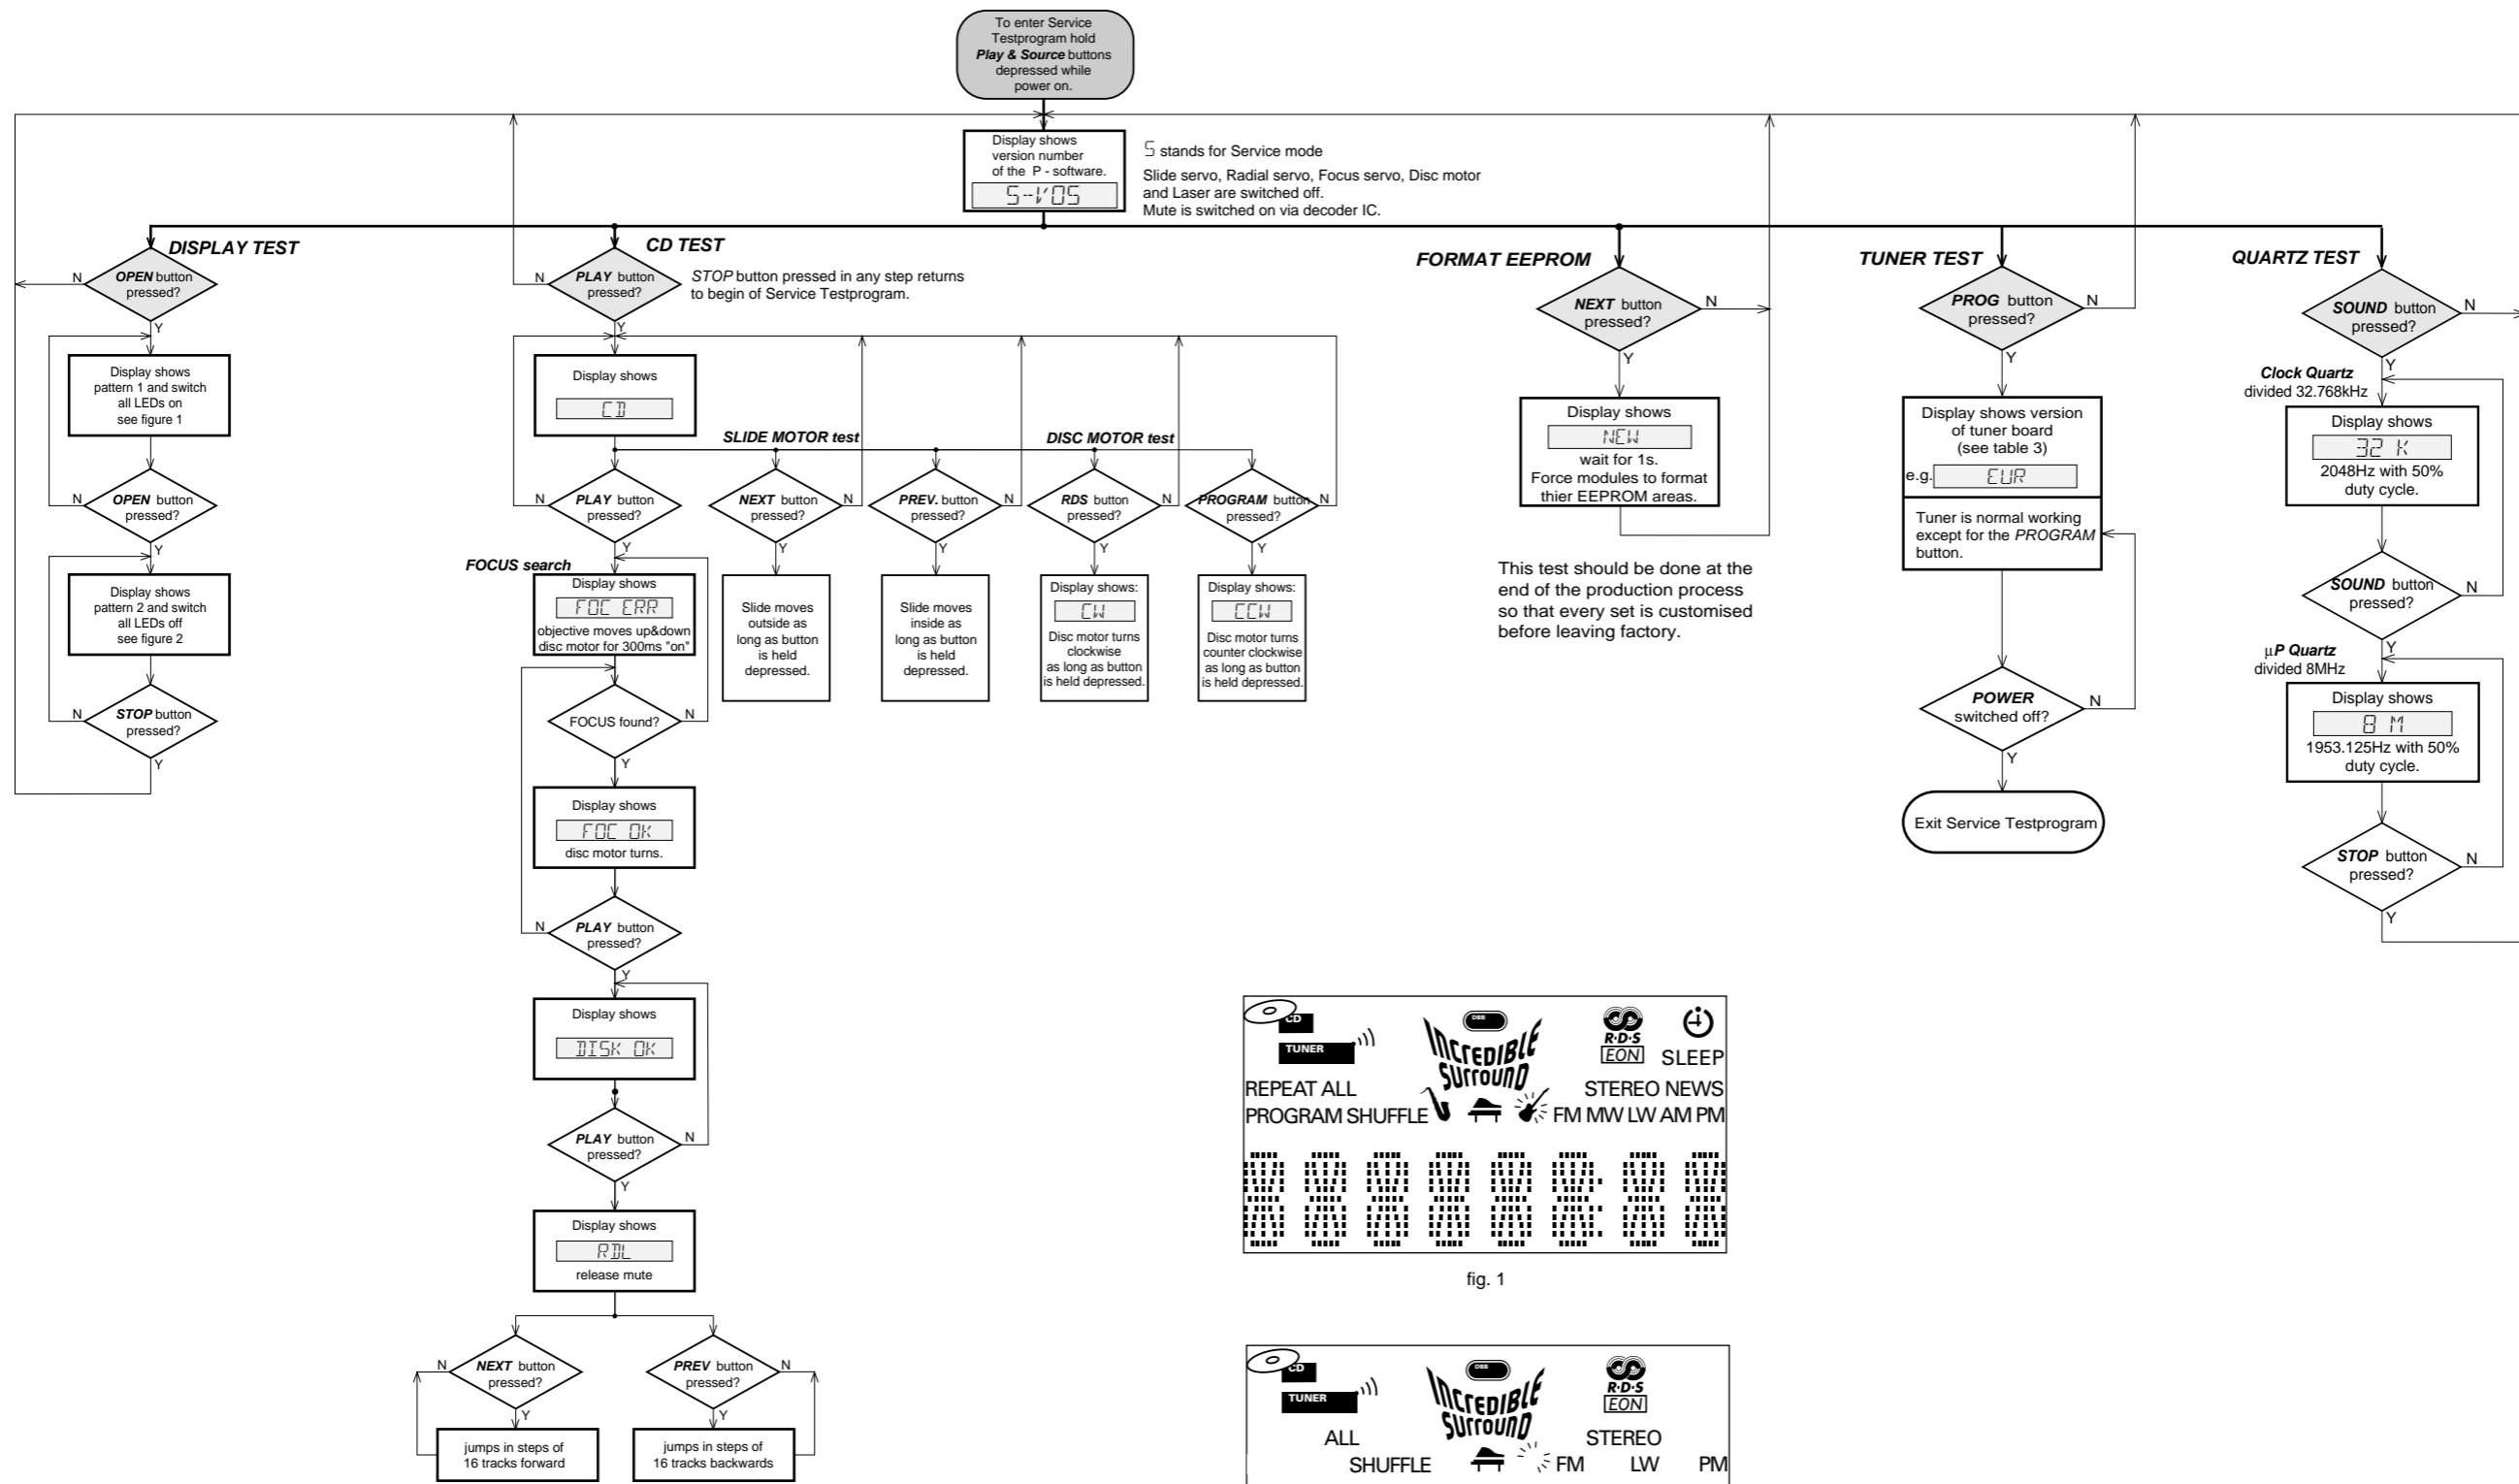 To enter Service
Testprogram hold
Play & Source buttons
depressed while
power on.
Display shows
version number
of the P - software.
S-V05
S stands for Service mode
Slide servo, Radial servo, Focus servo, Disc motor
and Laser are switched off.
Mute is switched on via decoder IC.
DISPLAY TEST
OPEN button
pressed?
N
Y
Display shows
pattern 1 and switch
all LEDs on
see figure 1
OPEN button
pressed?
N
Y
Display shows
pattern 2 and switch
all LEDs off
see figure 2
STOP button
pressed?
N
Y
CD TEST
PLAY button
pressed?
N
Y
STOP button pressed in any step returns
to begin of Service Testprogram.
Display shows
CD
SLIDE MOTOR test
DISC MOTOR test
PLAY button
pressed?
N
Y
NEXT button
pressed?
N
Y
PREV. button
pressed?
N
Y
RDS button
pressed?
N
Y
PROGRAM button
pressed?
N
Y
FOCUS search
Display shows
FOC ERR
objective moves up&down
disc motor for 300ms "on"
Slide moves
outside as
long as button
is held
depressed.
Slide moves
inside as
long as button
is held
depressed.
Display shows:
CW
Disc motor turns
clockwise
as long as button
is held depressed.
Display shows:
CCW
Disc motor turns
counter clockwise
as long as button
is held depressed.
FOCUS found?
N
Y
Display shows
FOC OK
disc motor turns.
PLAY button
pressed?
N
Y
Display shows
DISK OK
PLAY button
pressed?
N
Y
Display shows
RDL
release mute
NEXT button
pressed?
N
Y
PREV button
pressed?
N
Y
jumps in steps of
16 tracks forward
jumps in steps of
16 tracks backwards
FORMAT EEPROM
NEXT button
pressed?
N
Y
Display shows
NEW
wait for 1s.
Force modules to format
thier EEPROM areas.
This test should be done at the
end of the production process
so that every set is customised
before leaving factory.
TUNER TEST
PROG button
pressed?
N
Y
Display shows version
of tuner board
(see table 3)
e.g. EUR
Tuner is normal working
except for the PROGRAM
button.
POWER
switched off?
N
Y
Exit Service Testprogram
QUARTZ TEST
SOUND button
pressed?
N
Y
Clock Quartz
divided 32.768kHz
Display shows
32 K
2048Hz with 50%
duty cycle.
SOUND button
pressed?
N
Y
µP Quartz
divided 8MHz
Display shows
8 M
1953.125Hz with 50%
duty cycle.
STOP button
pressed?
N
Y
CD
TUNER
DBB
INCREDIBLE
SURROUND
R·D·S
EON
SLEEP
REPEAT ALL
STEREO NEWS
PROGRAM SHUFFLE
FM MW LW AM PM
fig. 1
CD
TUNER
DBB
INCREDIBLE
SURROUND
R·D·S
EON
ALL
STEREO
SHUFFLE
FM LW PM